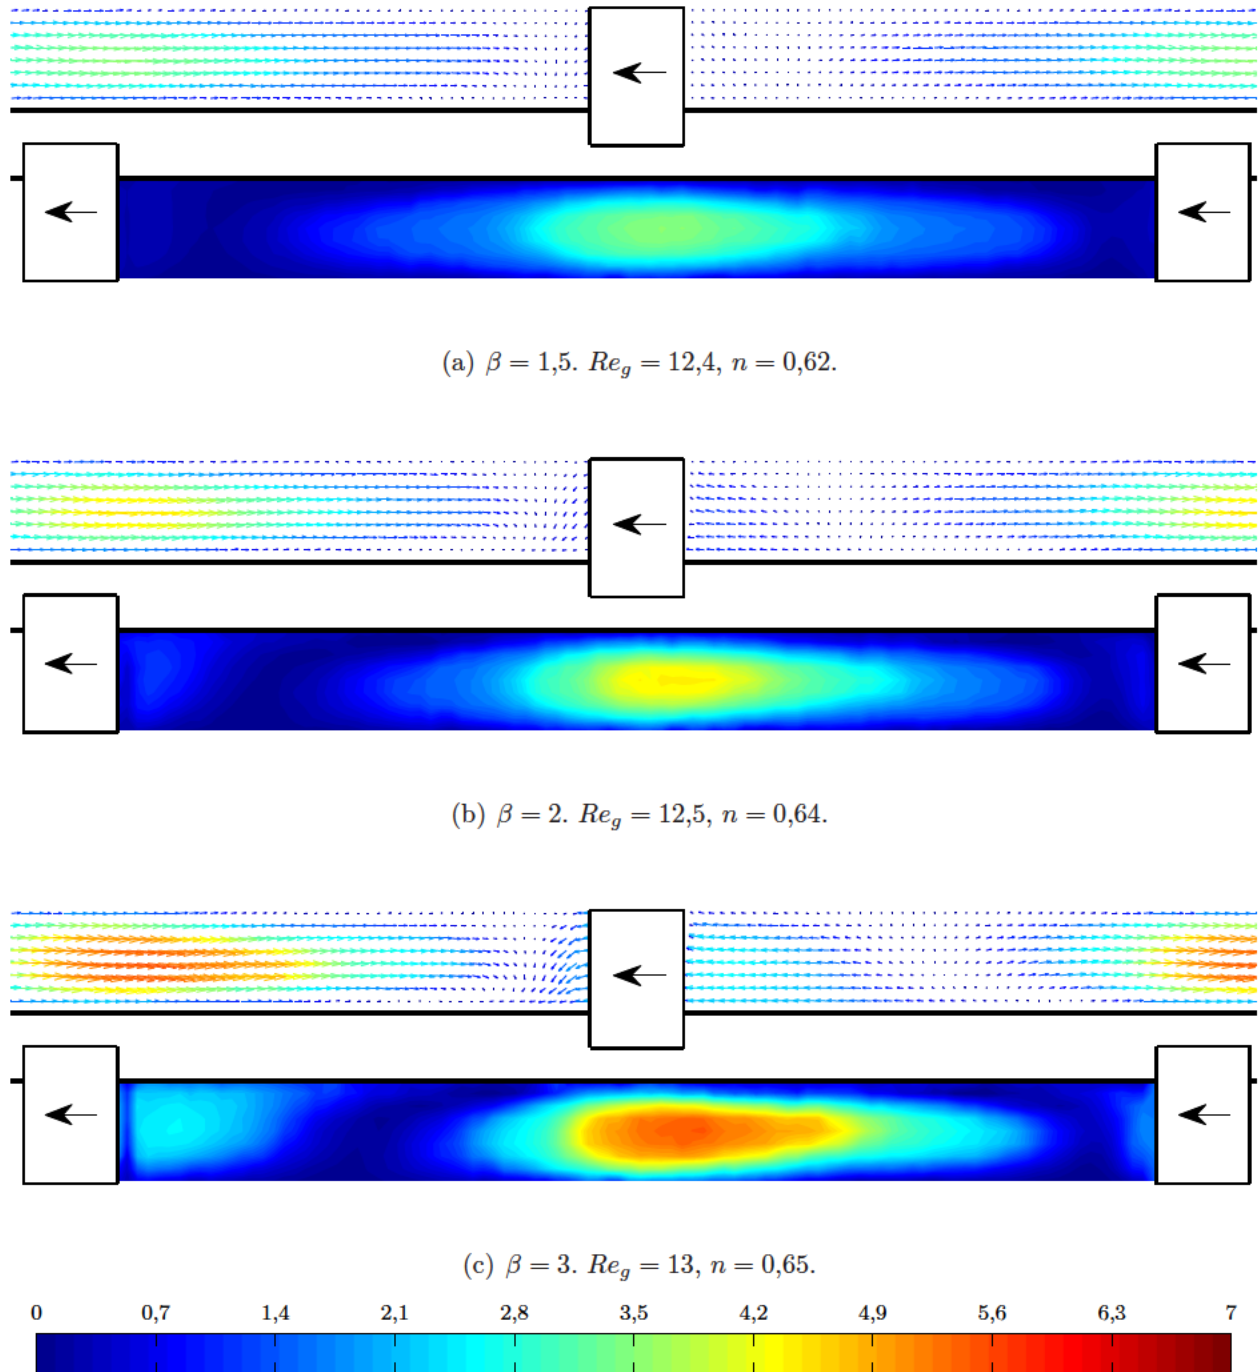 (a) β = 1,5. Re_g = 12,4, n = 0,62.
(b) β = 2. Re_g = 12,5, n = 0,64.
(c) β = 3. Re_g = 13, n = 0,65.
0 0,7 1,4 2,1 2,8 3,5 4,2 4,9 5,6 6,3 7